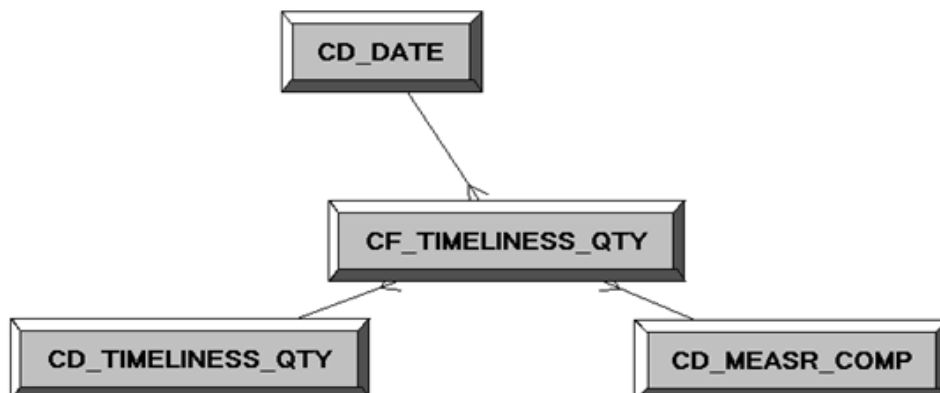 CD_DATE
CF_TIMELINESS_QTY
CD_TIMELINESS_QTY
CD_MEASR_COMP